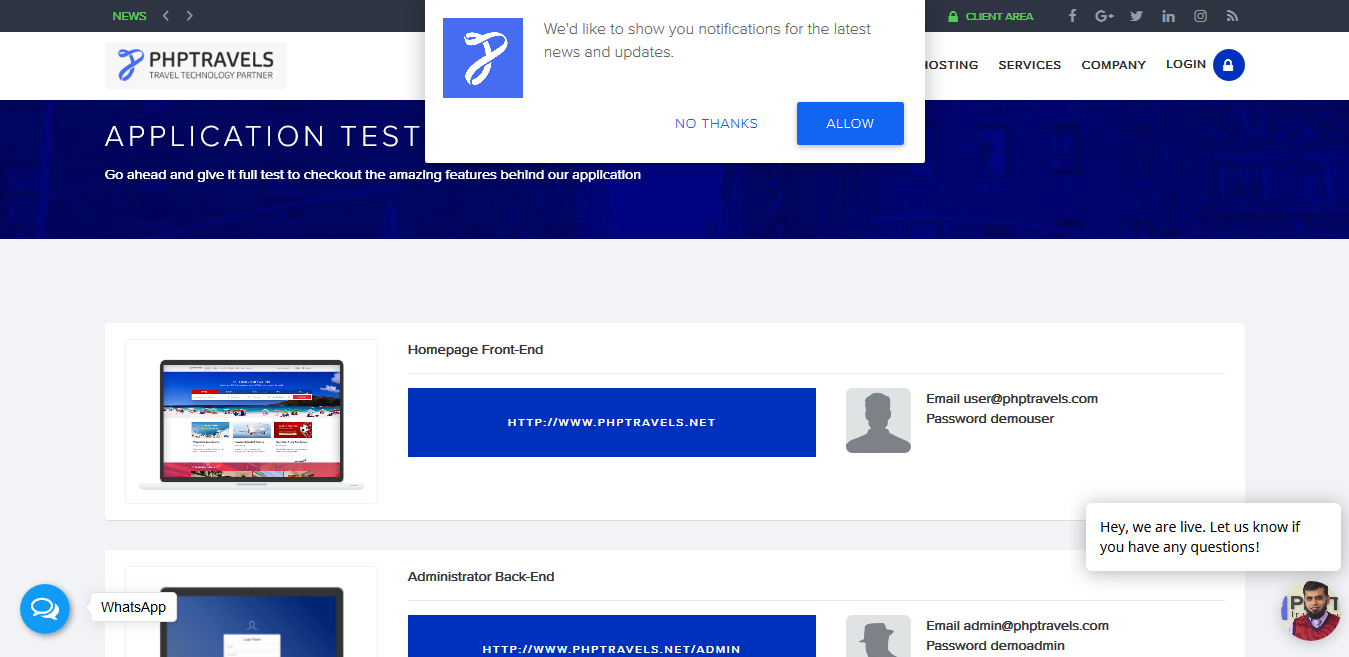 NEWS
CLIENT AREA
We'd like to show you notifications for the latest
news and updates.
NO THANKS
ALLOW
PHPTRAVELS
TRAVEL TECHNOLOGY PARTNER
SERVICES
COMPANY
LOGIN
APPLICATION TEST
Go ahead and give it full test to checkout the amazing features behind our application
Homepage Front-End
HTTP://WWW.PHPTRAVELS.NET
Email user@phptravels.com
Password demouser
Hey, we are live. Let us know if
you have any questions!
Administrator Back-End
HTTP://WWW.PHPTRAVELS.NET/ADMIN
Email admin@phptravels.com
Password demoadmin
WhatsApp